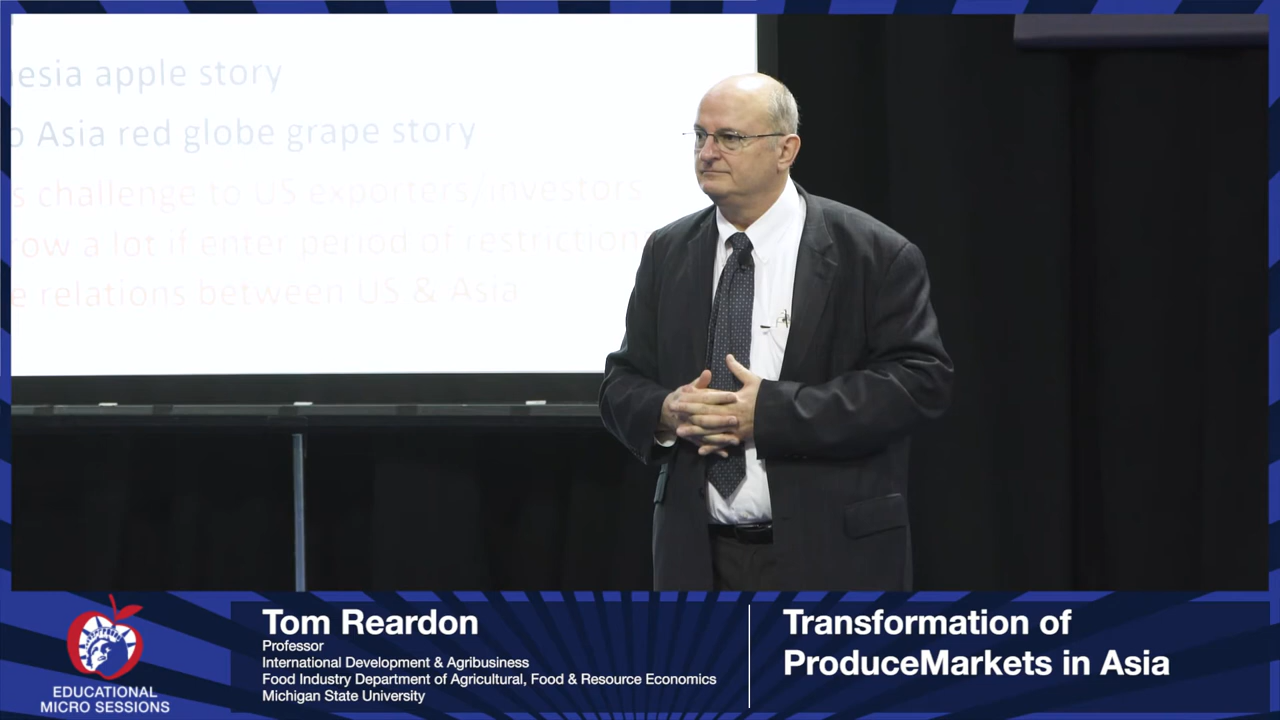 esia apple story
o Asia red globe grape story
s challenge to US exporters/investors
row a lot if enter period of restriction
e relations between US & Asia
Tom Reardon
Professor
International Development & Agribusiness
Food Industry Department of Agricultural, Food & Resource Economics
Michigan State University
Transformation of
ProduceMarkets in Asia
EDUCATIONAL
MICRO SESSIONS